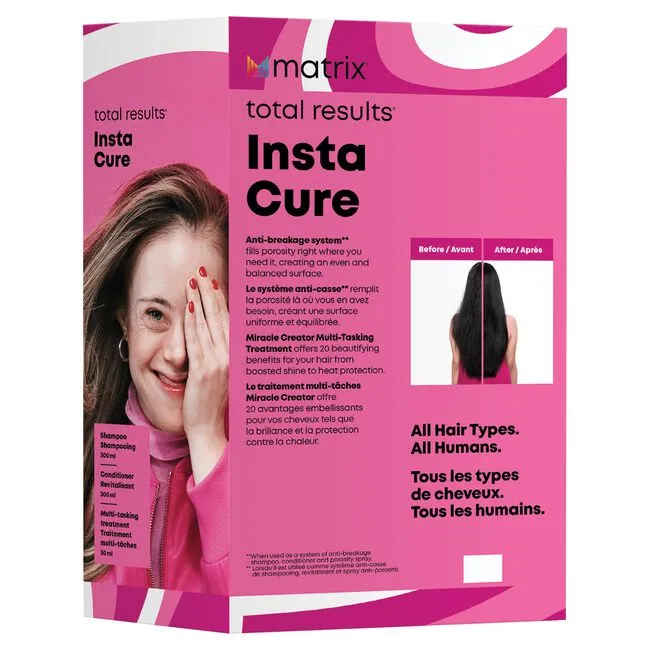 total results®
Insta
Cure
Shampoo
Shampooing
300 ml
Conditioner
Revitalisant
300 ml
Multi-tasking
treatment
Traitement
multi-tâches
30 ml
matrix
total results®
Insta
Cure
Anti-breakage system**
fills porosity right where you
need it, creating an even and
balanced surface.
Le système anti-casse** remplit
la porosité là où vous en avez
besoin, créant une surface
uniforme et équilibrée.
Miracle Creator Multi-Tasking
Treatment offers 20 beautifying
benefits for your hair from
boosted shine to heat protection.
Le traitement multi-tâches
Miracle Creator offre
20 avantages embellissants
pour vos cheveux tels que
la brillance et la protection
contre la chaleur.
**When used as a system of anti-breakage
shampoo, conditioner and porosity spray.
** Lorsqu'il est utilisé comme système anti-casse
de shampooing, revitalisant et spray anti-porosité.
Before / Avant
After / Après
All Hair Types.
All Humans.
Tous les types
de cheveux.
Tous les humains.